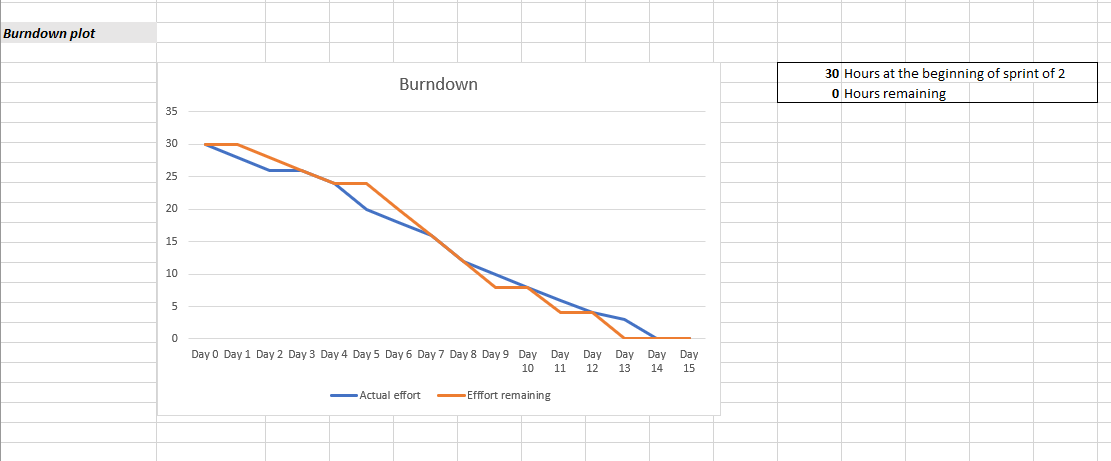 Burndown plot
30 Hours at the beginning of sprint of 2
0 Hours remaining
Burndown
35
30
25
20
15
10
5
0
Day 0 Day 1 Day 2 Day 3 Day 4 Day 5 Day 6 Day 7 Day 8 Day 9 Day 10 Day 11 Day 12 Day 13 Day 14 Day 15
Actual effort Efffort remaining